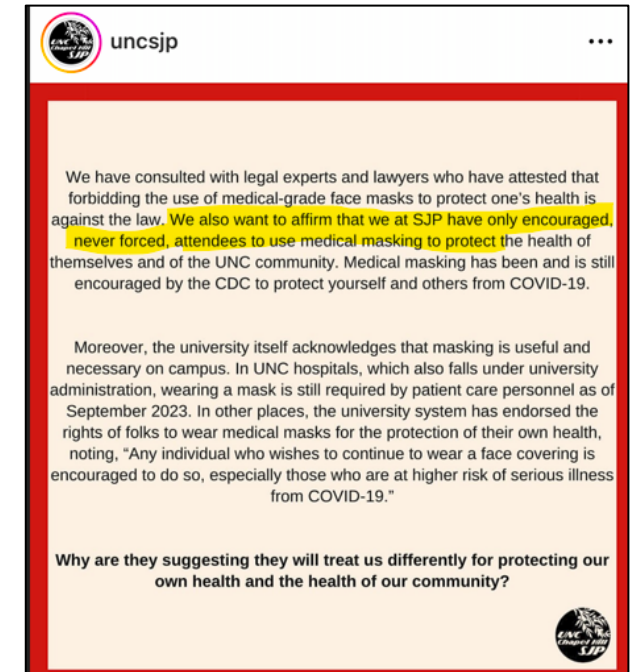 UNC
Chapel Hill
SJP
uncsjp
...
We have consulted with legal experts and lawyers who have attested that
forbidding the use of medical-grade face masks to protect one’s health is
against the law. We also want to affirm that we at SJP have only encouraged,
never forced, attendees to use medical masking to protect the health of
themselves and of the UNC community. Medical masking has been and is still
encouraged by the CDC to protect yourself and others from COVID-19.
Moreover, the university itself acknowledges that masking is useful and
necessary on campus. In UNC hospitals, which also falls under university
administration, wearing a mask is still required by patient care personnel as of
September 2023. In other places, the university system has endorsed the
rights of folks to wear medical masks for the protection of their own health,
noting, “Any individual who wishes to continue to wear a face covering is
encouraged to do so, especially those who are at higher risk of serious illness
from COVID-19.”
Why are they suggesting they will treat us differently for protecting our
own health and the health of our community?
UNC
Chapel Hill
SJP